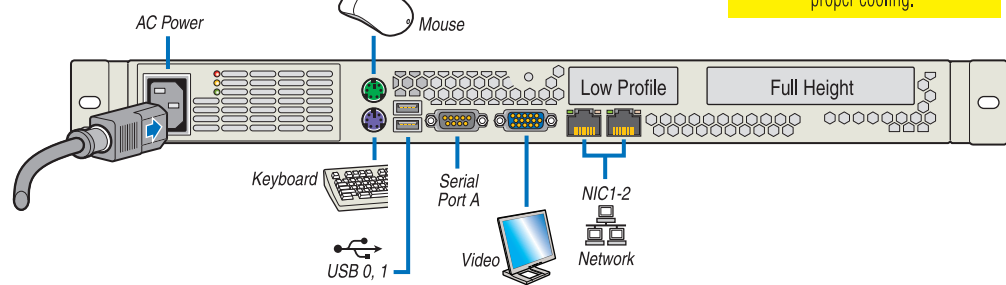 proper cooling.
AC Power
Mouse
Low Profile
Full Height
Keyboard
Serial
Port A
NIC1-2
Network
Video
USB 0, 1